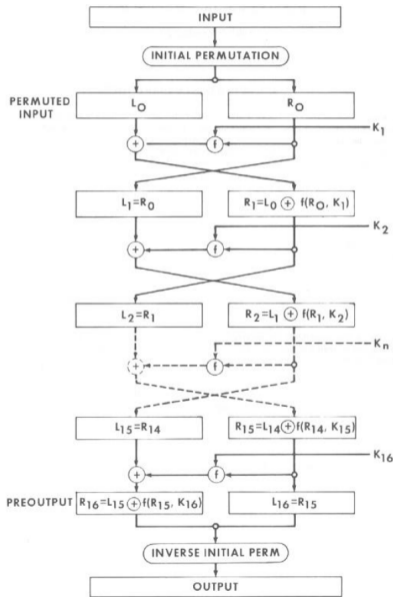 INPUT
INITIAL PERMUTATION
PERMUTED
INPUT
L0
R0
K1
+
f
L1=R0
R1=L0 ⊕ f(R0, K1)
K2
+
f
L2=R1
R2=L1 ⊕ f(R1, K2)
Kn
+
f
L15=R14
R15=L14 ⊕ f(R14, K15)
K16
+
f
PREOUTPUT
R16=L15 ⊕ f(R15, K16)
L16=R15
INVERSE INITIAL PERM
OUTPUT